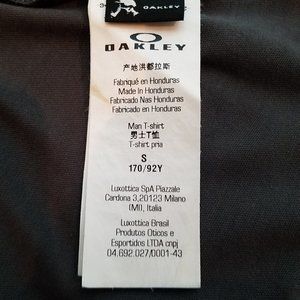 OAKLEY
OAKLEY
产地洪都拉斯
Fabriqué en Honduras
Made In Honduras
Fabricado Nas Honduras
Fabricado en Honduras
Man T-shirt
男士T恤
T-shirt pria
S
170/92Y
Luxottica SpA Piazzale
Cardona 3,20123 Milano
(MI), Italia
Luxottica Brasil
Produtos Oticos e
Esportidos LTDA cnpj
04.692.027/0001-43